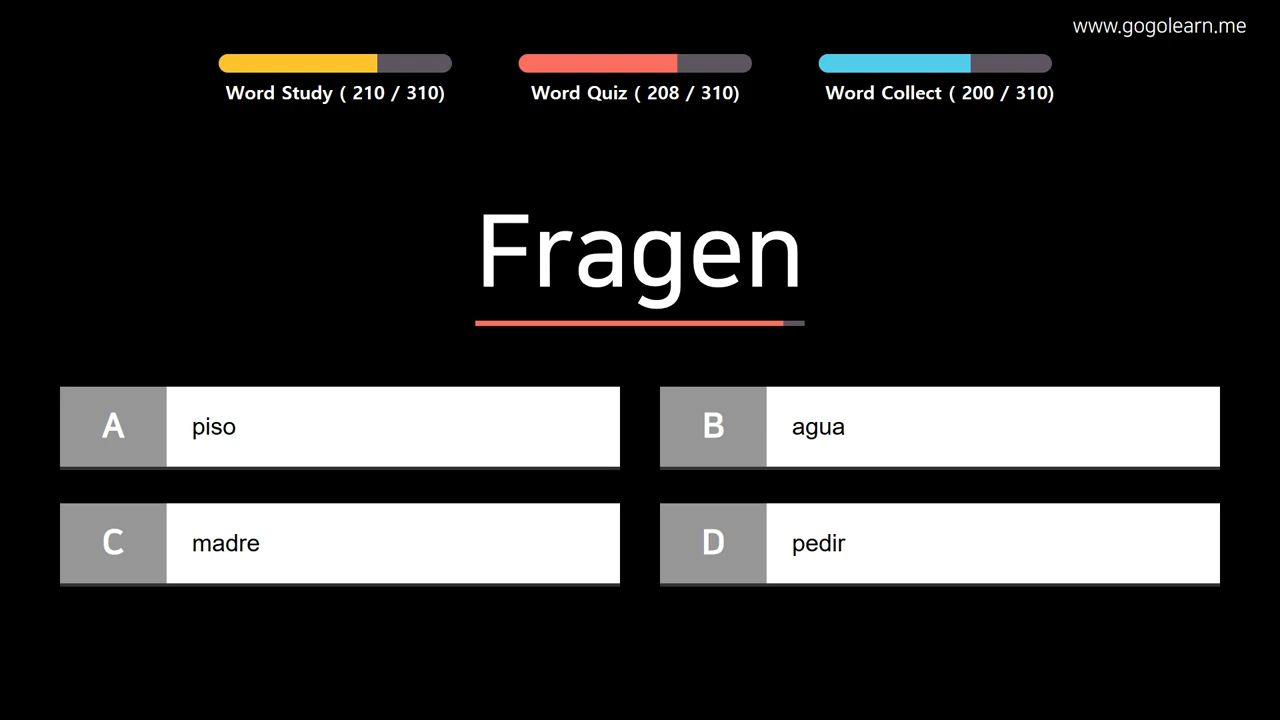 www.gogolearn.me
Word Study ( 210 / 310)
Word Quiz ( 208 / 310)
Word Collect ( 200 / 310)
Fragen
A piso
B agua
C madre
D pedir